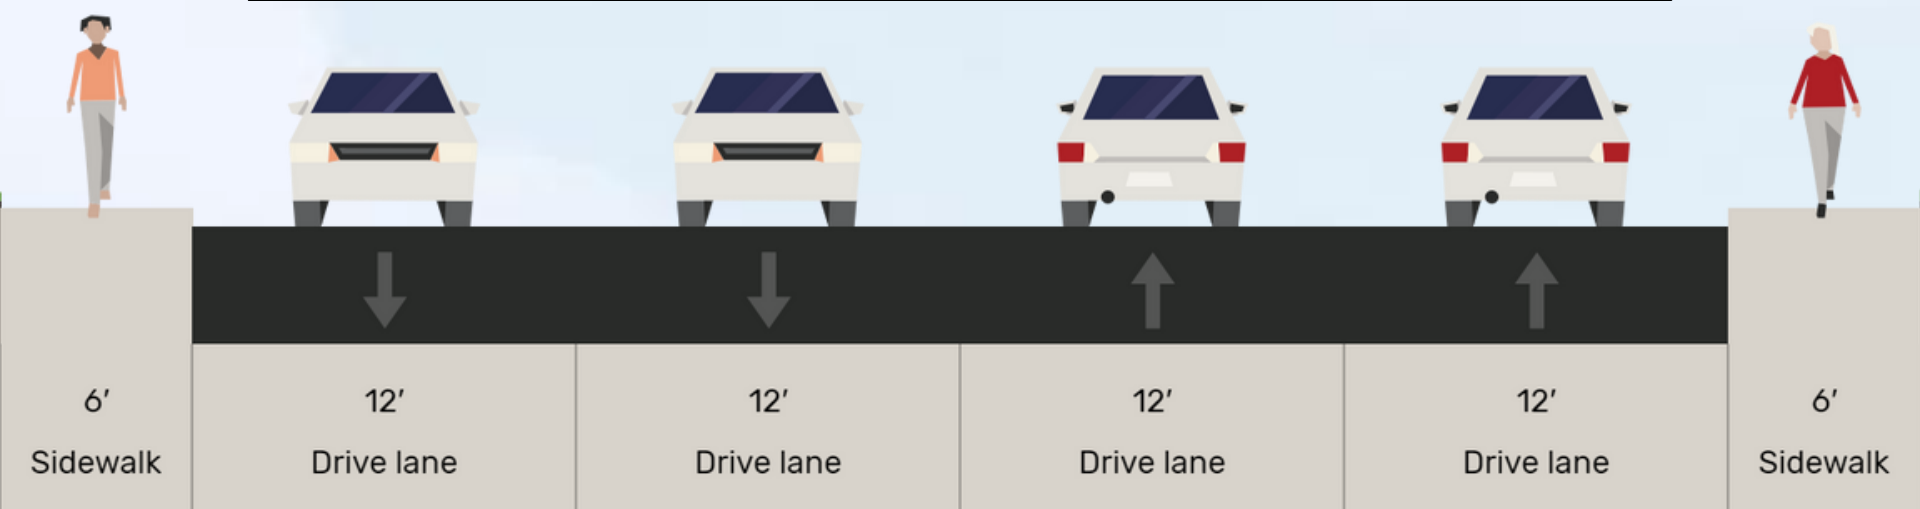 6′
Sidewalk
12′
Drive lane
12′
Drive lane
12′
Drive lane
12′
Drive lane
6′
Sidewalk